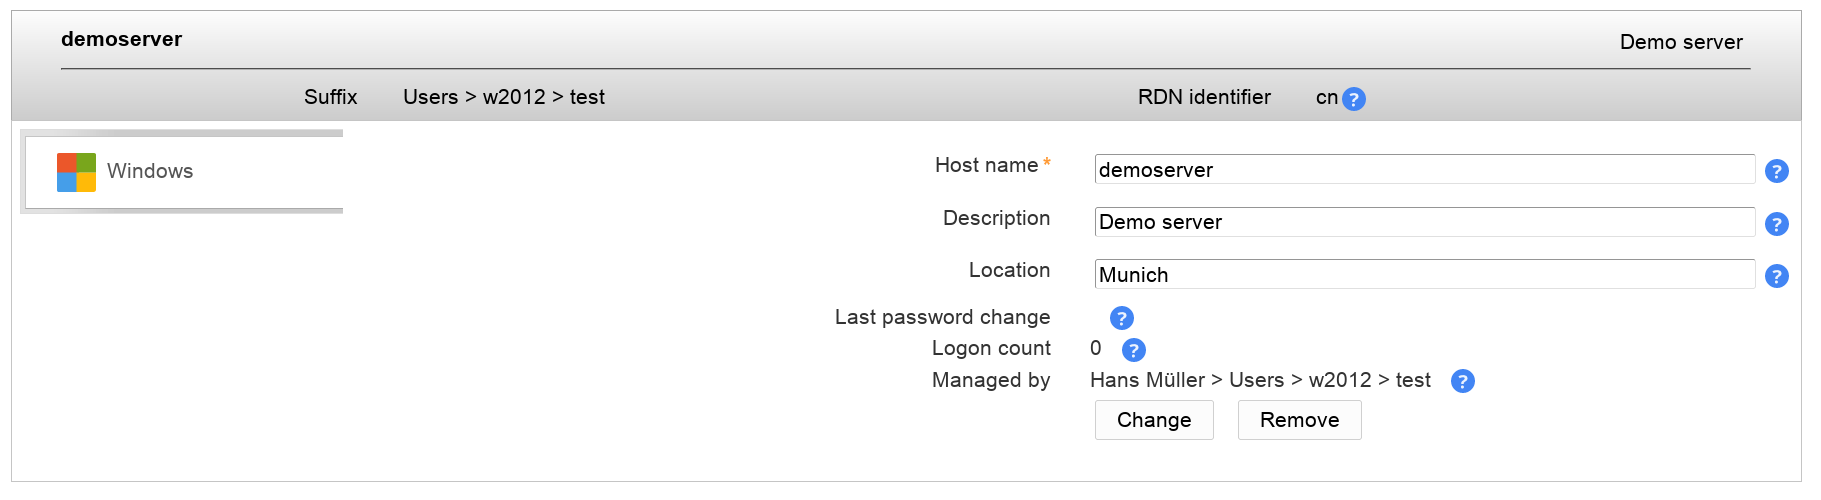 demoserver Demo server
Suffix Users > w2012 > test RDN identifier cn ?
Windows
Host name * demoserver ?
Description Demo server ?
Location Munich ?
Last password change ?
Logon count 0 ?
Managed by Hans Müller > Users > w2012 > test ?
Change Remove